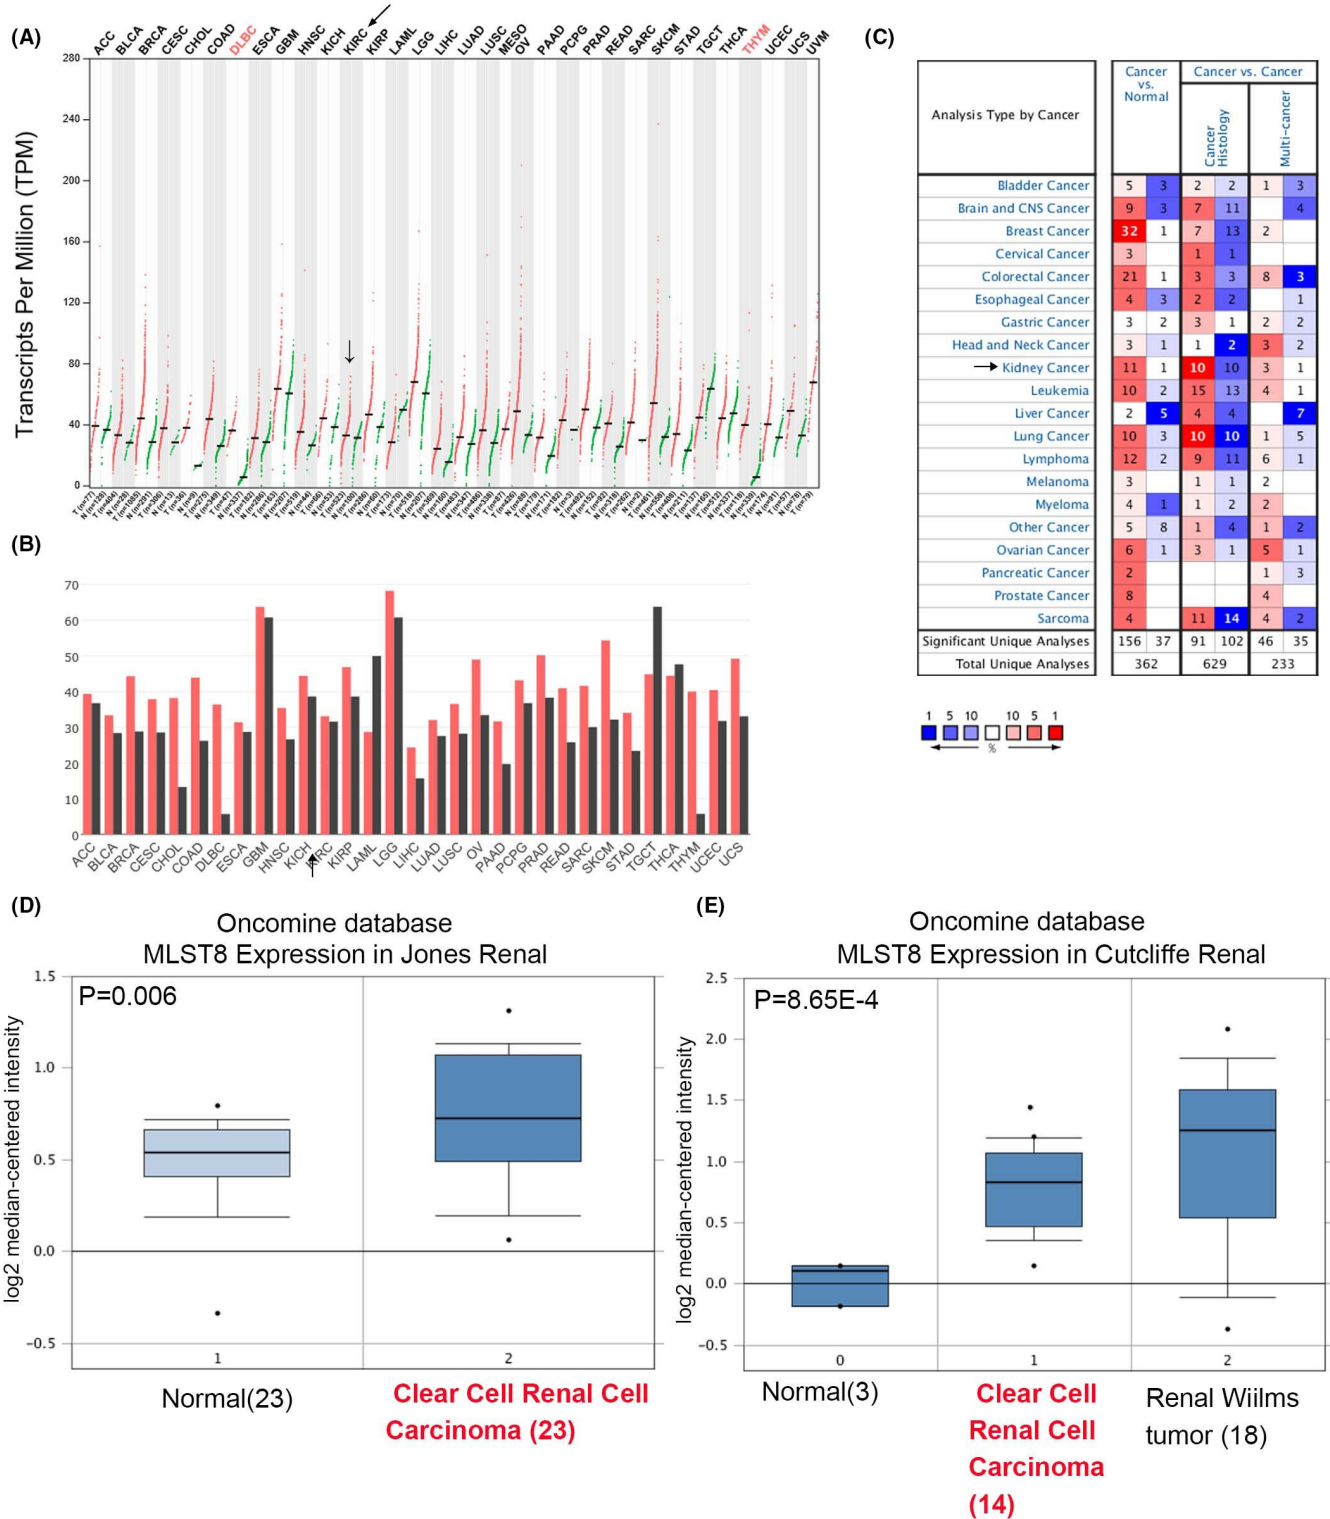 (A)
ACC BLCA BRCA CESC CHOL COAD DLBC ESCA GBM HNSC KICH KIRC KIRP LAML LGG LIHC LUAD LUSC MESO OV PAAD PCPG PRAD READ SARC SKCM STAD TGCT THCA THYM UCEC UCS UVM
Transcripts Per Million (TPM)
280
240
200
160
120
80
40
0
(B)
70
60
50
40
30
20
10
0
ACC BLCA BRCA CESC CHOL COAD DLBC ESCA GBM HNSC KICH KIRC KIRP LAML LGG LIHC LUAD LUSC OV PAAD PCPG PRAD READ SARC SKCM STAD TGCT THCA THYM UCEC UCS
(C)
Analysis Type by Cancer
Cancer
vs.
Normal
Cancer vs. Cancer
Cancer
Histology
Multi-cancer
Bladder Cancer 5 3 2 2 1 3
Brain and CNS Cancer 9 3 7 11 4
Breast Cancer 32 1 7 13 2
Cervical Cancer 3 1 1
Colorectal Cancer 21 1 3 3 8 3
Esophageal Cancer 4 3 2 2 1
Gastric Cancer 3 2 3 1 2 2
Head and Neck Cancer 3 1 1 2 3 2
Kidney Cancer 11 1 10 10 3 1
Leukemia 10 2 15 13 4 1
Liver Cancer 2 5 4 4 7
Lung Cancer 10 3 10 10 1 5
Lymphoma 12 2 9 11 6 1
Melanoma 3 1 1 2
Myeloma 4 1 1 2 2
Other Cancer 5 8 1 4 1 2
Ovarian Cancer 6 1 3 1 5 1
Pancreatic Cancer 2 1 3
Prostate Cancer 8 4
Sarcoma 4 11 14 4 2
Significant Unique Analyses 156 37 91 102 46 35
Total Unique Analyses 362 629 233
1 5 10 10 5 1
%
(D)
Oncomine database
MLST8 Expression in Jones Renal
P=0.006
log2 median-centered intensity
1.5
1.0
0.5
0.0
-0.5
1 2
Normal(23)
Clear Cell Renal Cell
Carcinoma (23)
(E)
Oncomine database
MLST8 Expression in Cutcliffe Renal
P=8.65E-4
log2 median-centered intensity
2.5
2.0
1.5
1.0
0.5
0.0
-0.5
0 1 2
Normal(3)
Clear Cell
Renal Cell
Carcinoma
(14)
Renal Wiilms
tumor (18)